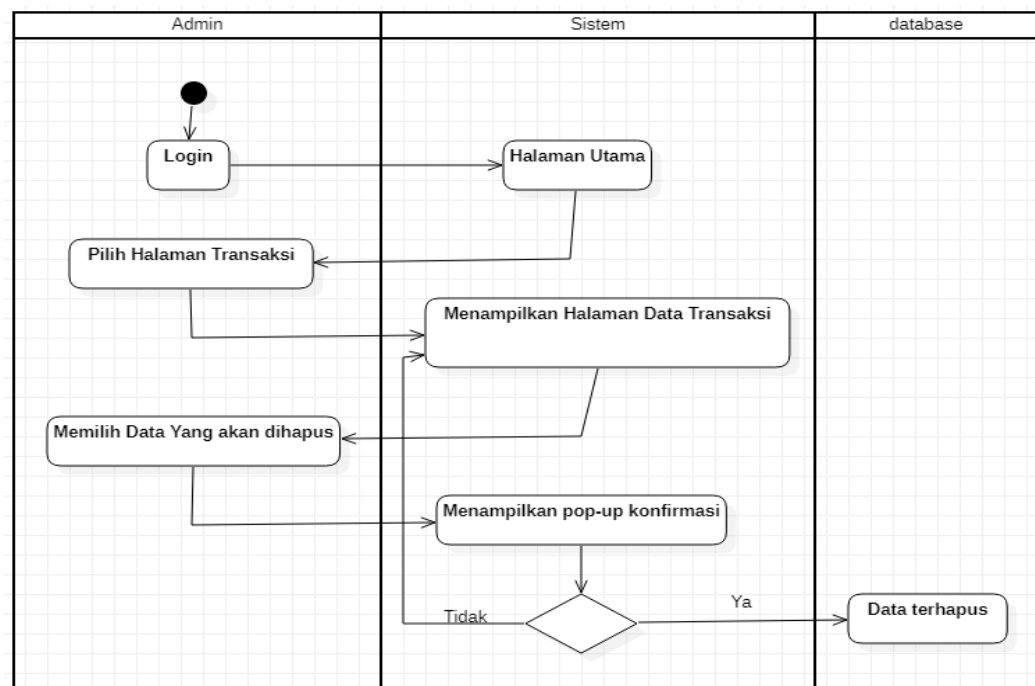 Admin
Sistem
database
Login
Halaman Utama
Pilih Halaman Transaksi
Menampilkan Halaman Data Transaksi
Memilih Data Yang akan dihapus
Menampilkan pop-up konfirmasi
Tidak
Ya
Data terhapus